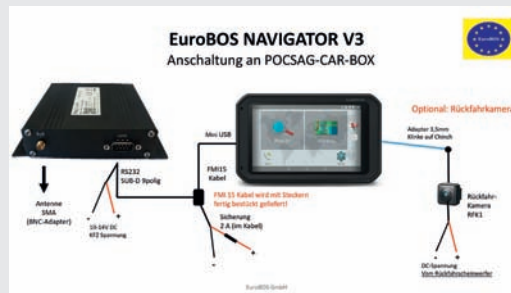 EuroBOS NAVIGATOR V3
Anschaltung an POCSAG-CAR-BOX
EuroBOS
Optional: Rückfahrkamera
Mini USB
Adapter 3,5mm
Klinke auf Chinch
RS232
SUB-D 9polig
FMI15
Kabel
FMI 15 Kabel wird mit Steckern
fertig bestückt geliefert!
Antenne
SMA
(BNC-Adapter)
10-14V DC
KFZ Spannung
Sicherung
2 A (im Kabel)
Rückfahr-
Kamera
RFK1
-
+
-
+
-
+
DC-Spannung
Vom Rückfahrscheinwerfer
EuroBOS GmbH